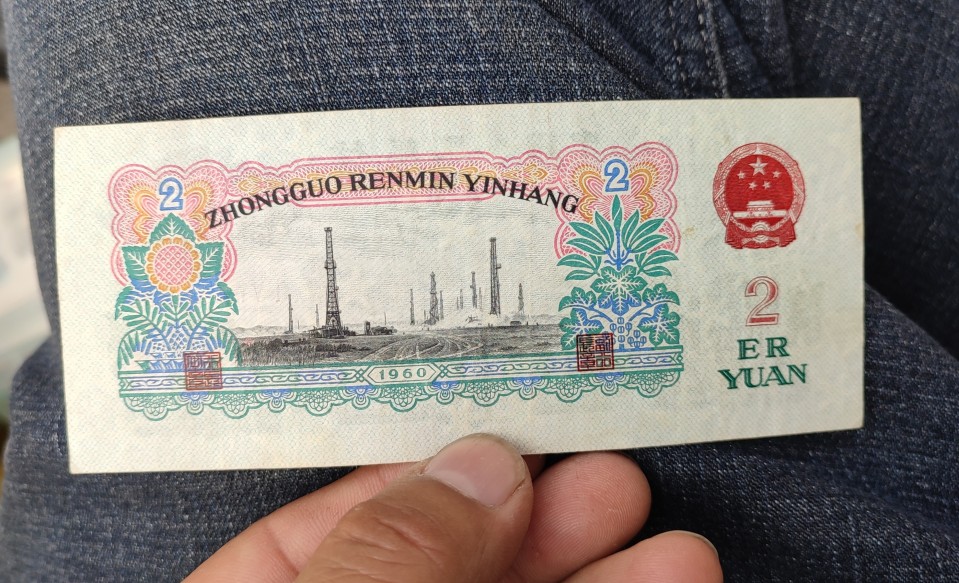 2
2
ZHONGGUO RENMIN YINHANG
2
ER
YUAN
1960